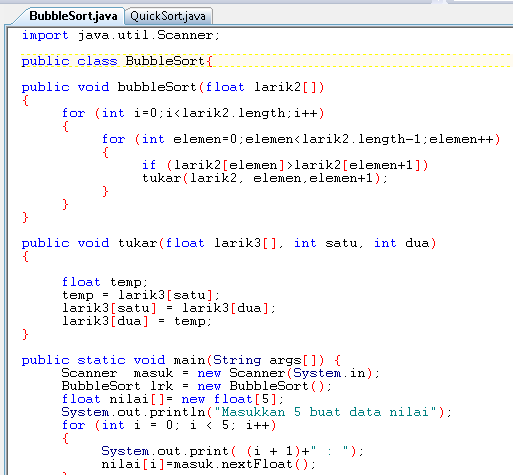 BubbleSort.java QuickSort.java
import java.util.Scanner;
public class BubbleSort{
public void bubbleSort(float larik2[])
{
for (int i=0;i<larik2.length;i++)
{
for (int elemen=0;elemen<larik2.length-1;elemen++)
{
if (larik2[elemen]>larik2[elemen+1])
tukar(larik2, elemen,elemen+1);
}
}
}
public void tukar(float larik3[], int satu, int dua)
{
float temp;
temp = larik3[satu];
larik3[satu] = larik3[dua];
larik3[dua] = temp;
}
public static void main(String args[]) {
Scanner  masuk = new Scanner(System.in);
BubbleSort lrk = new BubbleSort();
float nilai[]= new float[5];
System.out.println("Masukkan 5 buat data nilai");
for (int i = 0; i < 5; i++)
{
System.out.print( (i + 1)+" : ");
nilai[i]=masuk.nextFloat();
}